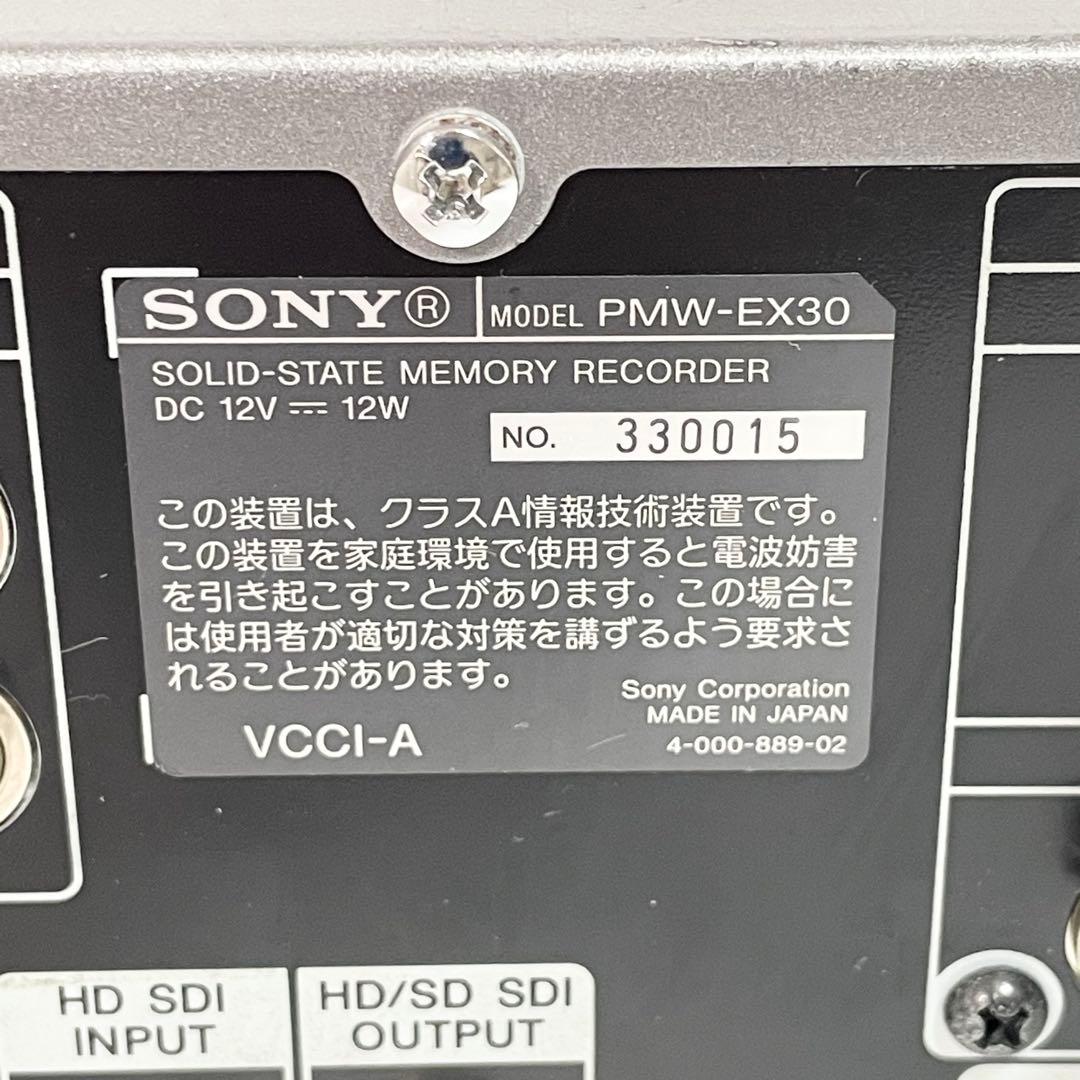 SONY® MODEL PMW-EX30
SOLID-STATE MEMORY RECORDER
DC 12V ⎓ 12W
NO. 330015
この装置は、クラスA情報技術装置です。
この装置を家庭環境で使用すると電波妨害
を引き起こすことがあります。この場合に
は使用者が適切な対策を講ずるよう要求さ
れることがあります。
VCCI-A
Sony Corporation
MADE IN JAPAN
4-000-889-02
HD SDI
INPUT
HD/SD SDI
OUTPUT